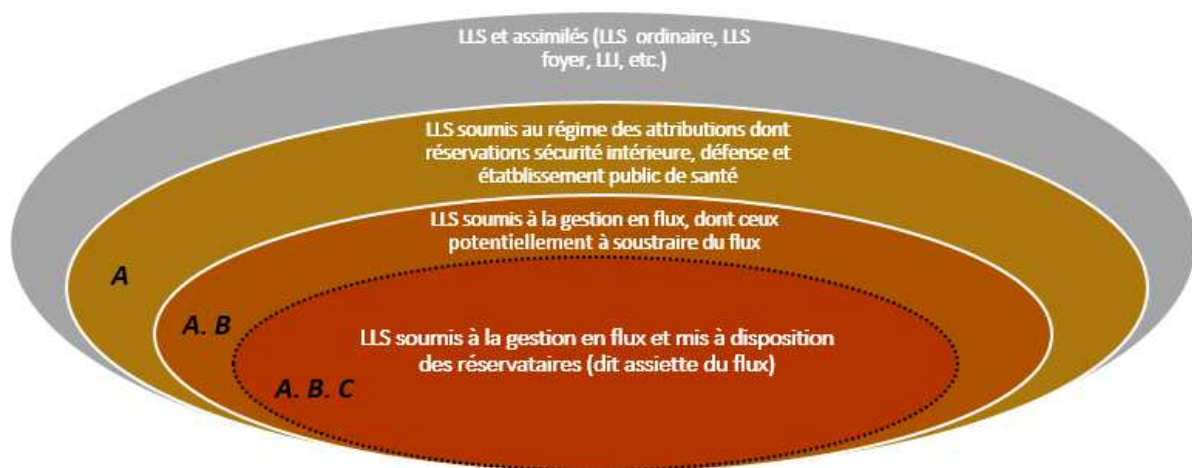 LLS et assimilés (LLS ordinaire, LLS
foyer, LLI, etc.)
LLS soumis au régime des attributions dont
réservations sécurité intérieure, défense et
étatblissement public de santé
LLS soumis à la gestion en flux, dont ceux
potentiellement à soustraire du flux
A
A. B
LLS soumis à la gestion en flux et mis à disposition
des réservataires (dit assiette du flux)
A. B. C